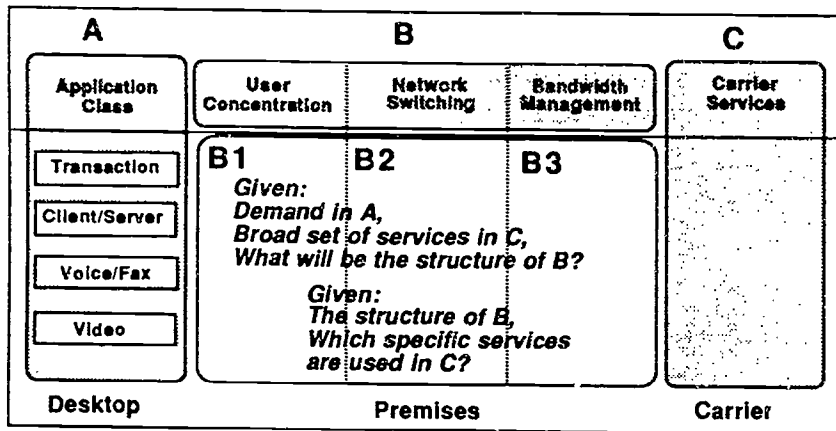 A B C
Application
Class
User
Concentration
Network
Switching
Bandwidth
Management
Carrier
Services
Transaction
Client/Server
Voice/Fax
Video
B1 B2 B3
Given:
Demand in A,
Broad set of services in C,
What will be the structure of B?
Given:
The structure of B,
Which specific services
are used in C?
Desktop Premises Carrier